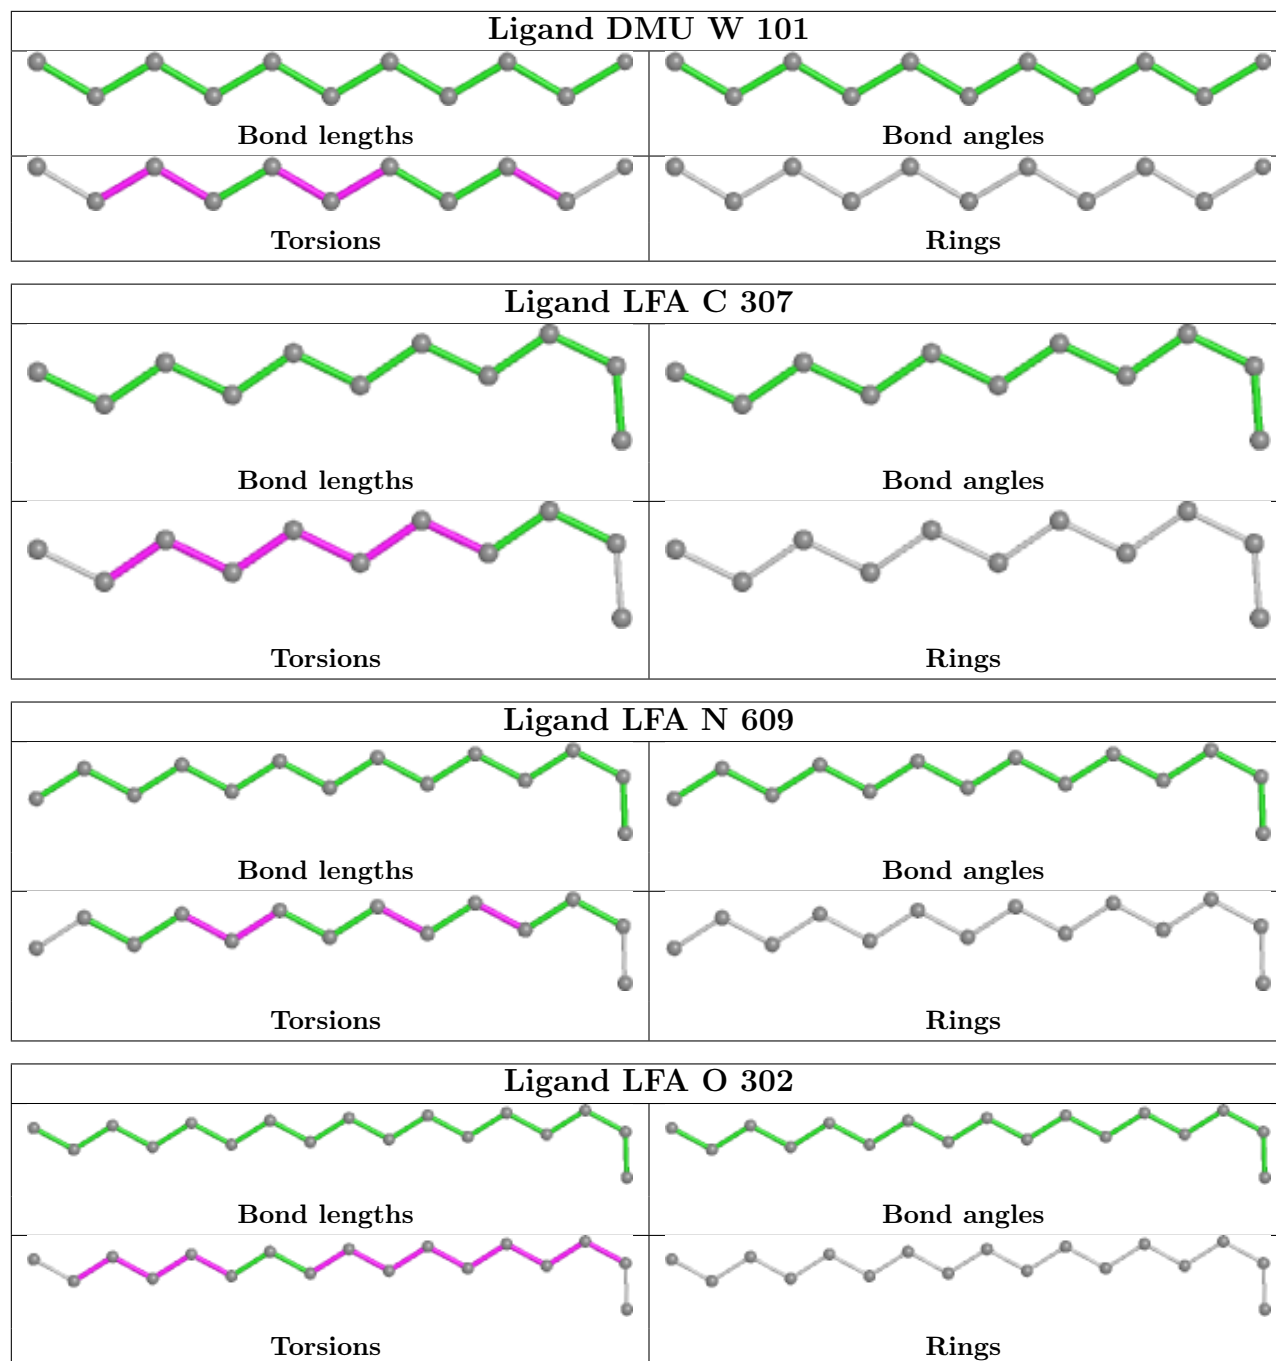 Ligand DMU W 101
Bond lengths
Bond angles
Torsions
Rings
Ligand LFA C 307
Bond lengths
Bond angles
Torsions
Rings
Ligand LFA N 609
Bond lengths
Bond angles
Torsions
Rings
Ligand LFA O 302
Bond lengths
Bond angles
Torsions
Rings